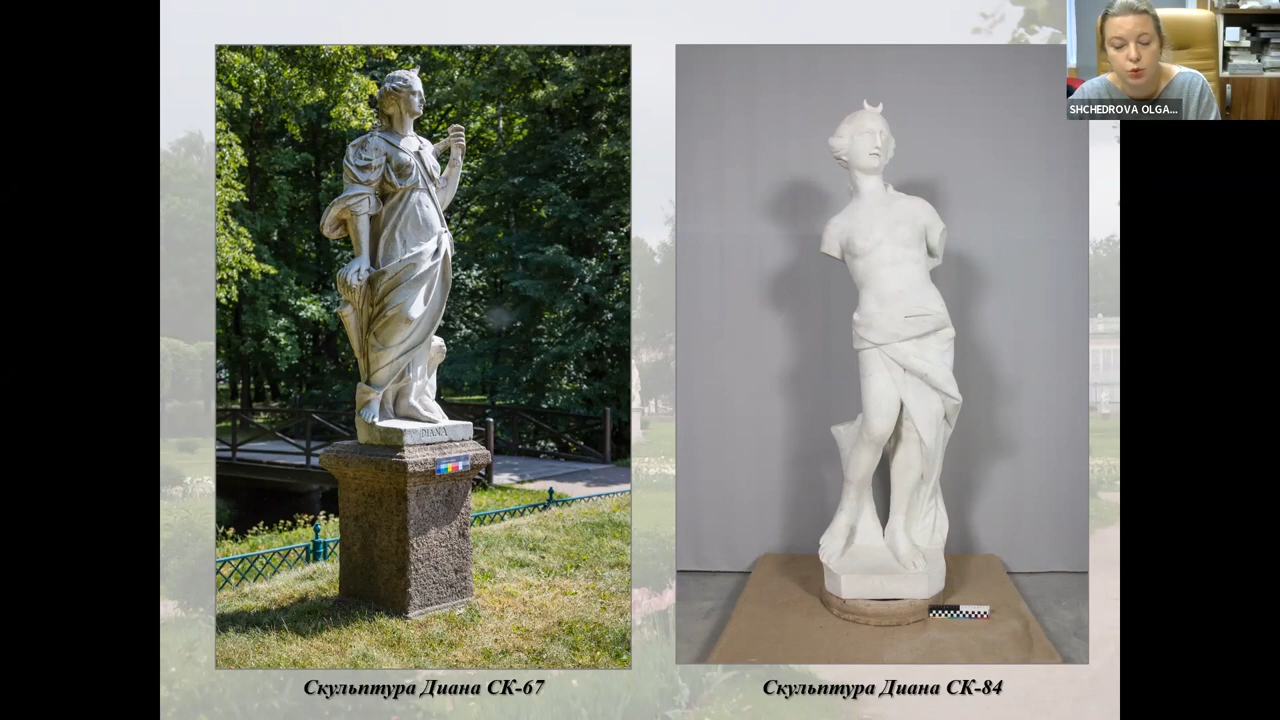 SHCHEDROVA OLGA...
DIANA
Скульптура Диана СК-67
Скульптура Диана СК-84